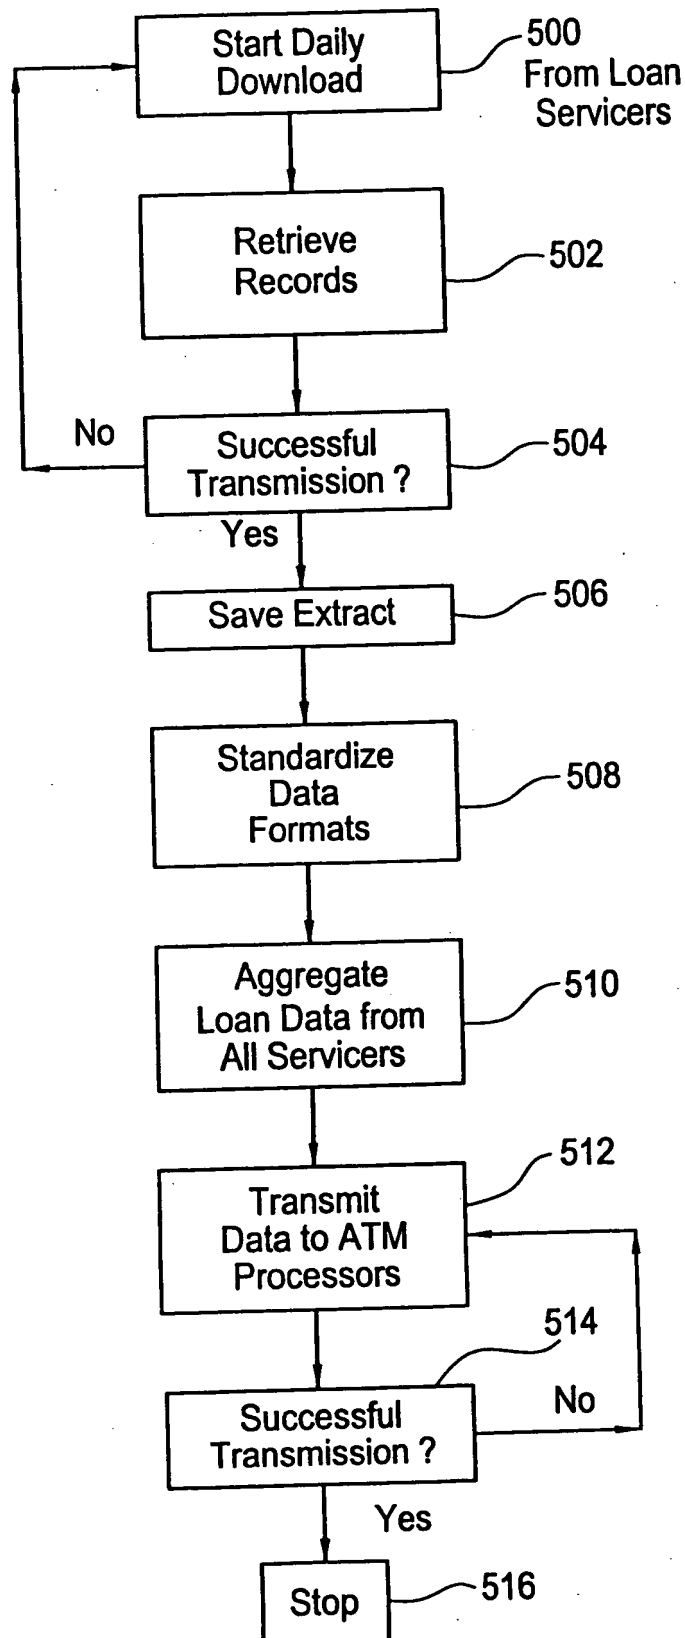 Start Daily
Download
500
From Loan
Servicers
Retrieve
Records
502
No
Successful
Transmission ?
504
Yes
Save Extract
506
Standardize
Data
Formats
508
Aggregate
Loan Data from
All Servicers
510
512
Transmit
Data to ATM
Processors
514
Successful
Transmission ?
No
Yes
Stop
516